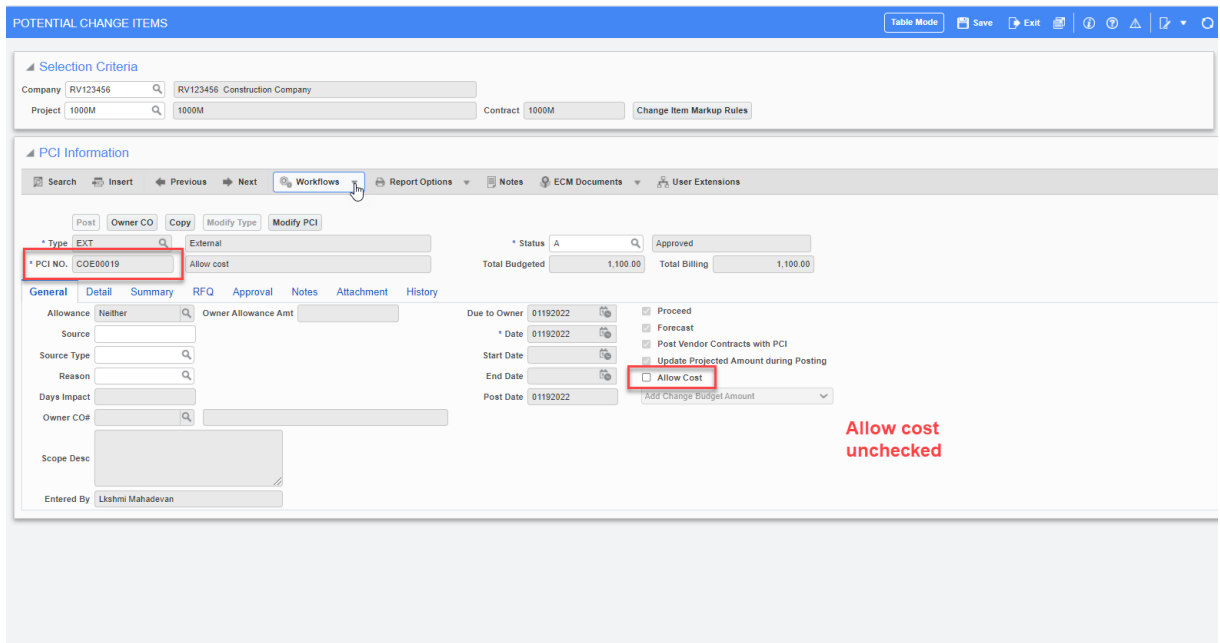 POTENTIAL CHANGE ITEMS Table Mode Save Exit
Selection Criteria
Company RV123456 RV123456 Construction Company
Project 1000M 1000M Contract 1000M Change Item Markup Rules
PCI Information
Search Insert Previous Next Workflows Report Options Notes ECM Documents User Extensions
Post Owner CO Copy Modify Type Modify PCI
* Type EXT External * Status A Approved
* PCI NO. COE00019 Allow cost Total Budgeted 1,100.00 Total Billing 1,100.00
General Detail Summary RFQ Approval Notes Attachment History
Allowance Neither Owner Allowance Amt Due to Owner 01192022 Proceed
Source * Date 01192022 Forecast
Post Vendor Contracts with PCI
Source Type Start Date Update Projected Amount during Posting
Reason End Date Allow Cost
Days Impact Post Date 01192022 Add Change Budget Amount
Owner CO#
Allow cost
unchecked
Scope Desc
Entered By Lkshmi Mahadevan